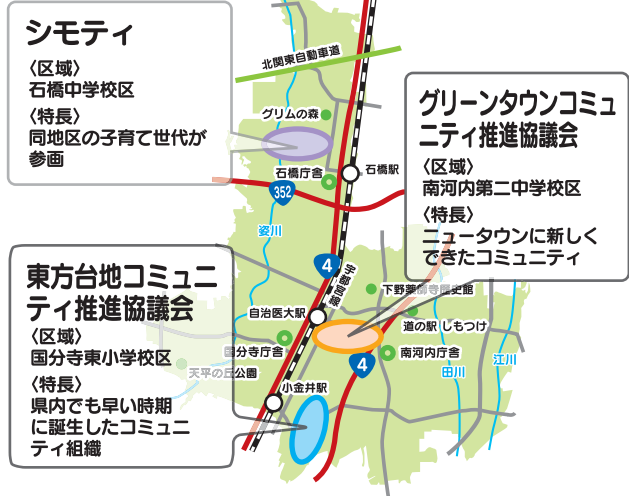 シモティ
〈区域〉
石橋中学校区
〈特長〉
同地区の子育て世代が
参画
北関東自動車道
グリムの森
石橋庁舎
石橋駅
352
姿川
グリーンタウンコミュ
ニティ推進協議会
〈区域〉
南河内第二中学校区
〈特長〉
ニュータウンに新しく
できたコミュニティ
4
宇都宮線
下野薬師寺歴史館
自治医大駅
道の駅 しもつけ
国分寺庁舎
南河内庁舎
4
江川
田川
天平の丘公園
小金井駅
東方台地コミュニ
ティ推進協議会
〈区域〉
国分寺東小学校区
〈特長〉
県内でも早い時期
に誕生したコミュニ
ティ組織